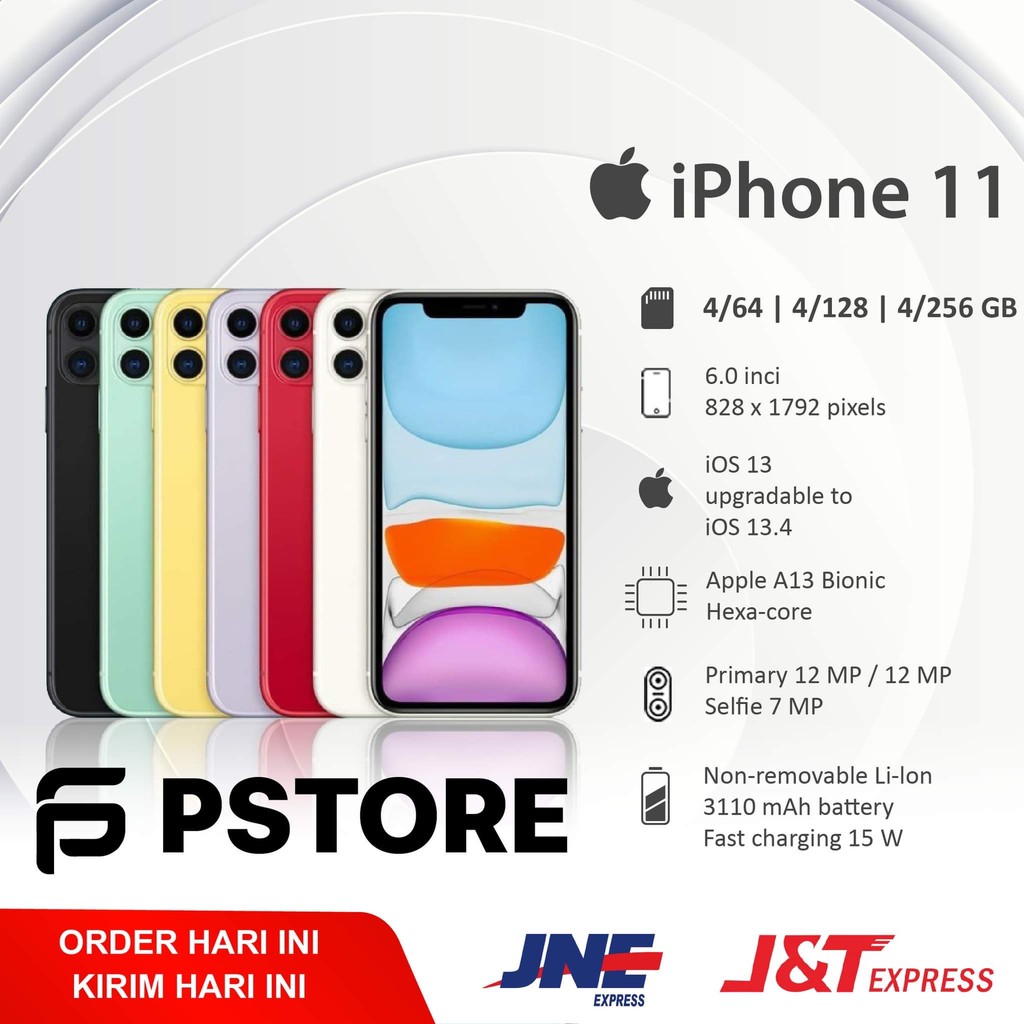 iPhone 11
4/64 | 4/128 | 4/256 GB
6.0 inci
828 x 1792 pixels
iOS 13
upgradable to
iOS 13.4
Apple A13 Bionic
Hexa-core
Primary 12 MP / 12 MP
Selfie 7 MP
Non-removable Li-Ion
3110 mAh battery
Fast charging 15 W
PSTORE
ORDER HARI INI
KIRIM HARI INI
JNE
EXPRESS
J&T EXPRESS